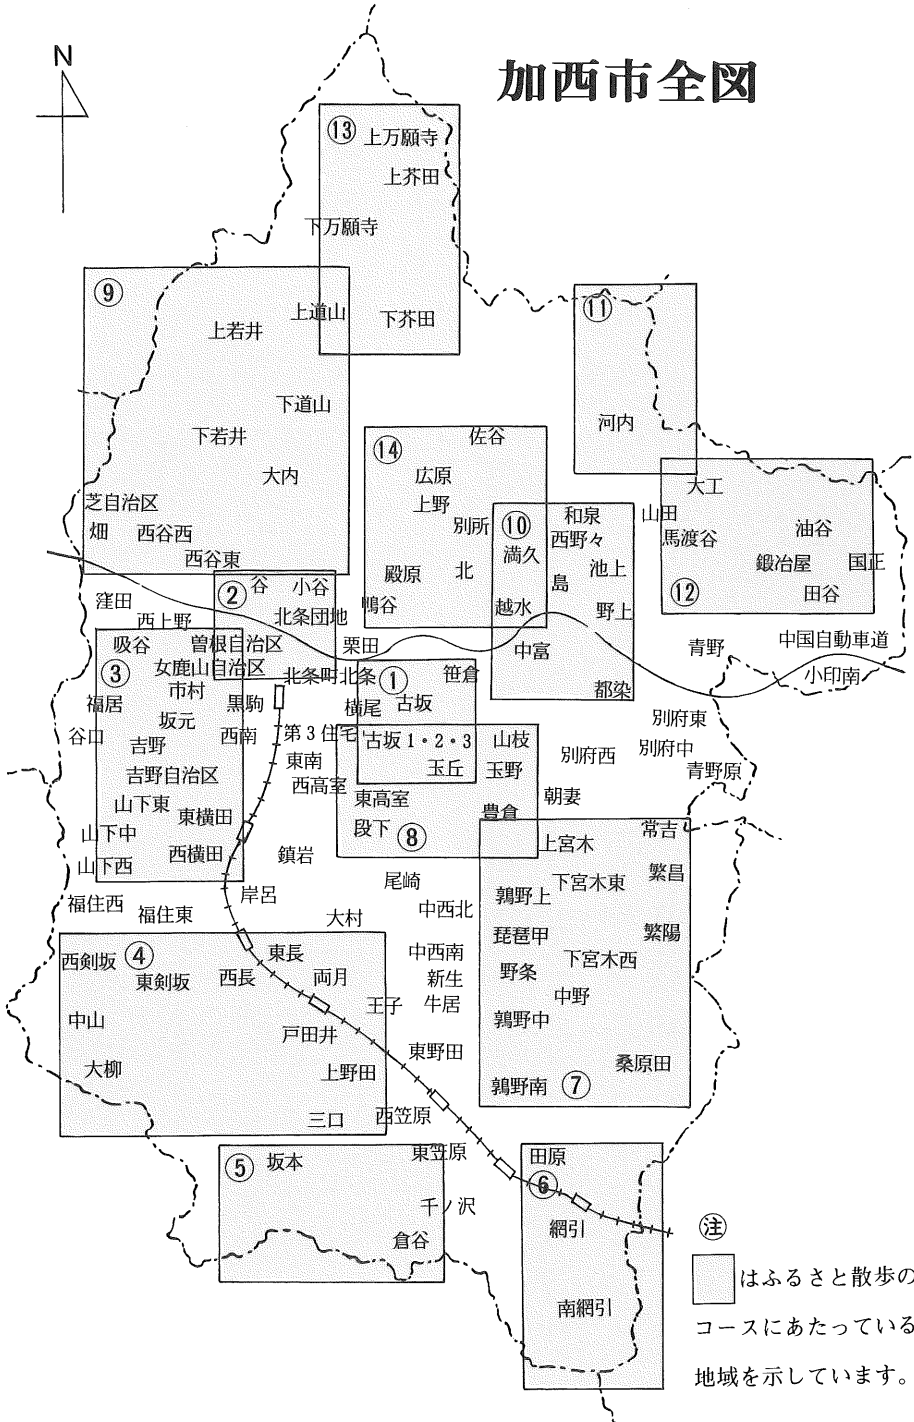 加西市全図
N
⑬
上万願寺
上芥田
下万願寺
⑨
上道山
上若井
下芥田
⑪
下道山
下若井
河内
大内
⑭
佐谷
広原
上野
別所
芝自治区
畑
西谷西
西谷東
殿原
北
鴨谷
⑩
和泉
満久
西野々
島
池上
越水
野上
中富
都染
大工
山田
馬渡谷
油谷
鍛冶屋
国正
⑫
田谷
②
谷
小谷
窪田
西上野
北条団地
曽根自治区
栗田
青野
中国自動車道
小印南
吸谷
③
女鹿山自治区
市村
北条町北条
①
笹倉
福居
黒駒
横尾
古坂
坂元
谷口
吉野
西南
第3住宅
古坂1・2・3
山枝
別府東
別府西
別府中
東南
玉丘
玉野
青野原
吉野自治区
西高室
山下東
東高室
朝妻
東横田
豊倉
段下
⑧
山下中
常吉
上宮木
西横田
鎮岩
山下西
繁昌
下宮木東
尾崎
岸呂
鶉野上
福住西
福住東
中西北
大村
琵琶甲
繁陽
④
東長
中西南
西剣坂
下宮木西
東剣坂
西長
両月
新生
野条
王子
牛居
中野
中山
鶉野中
戸田井
東野田
大柳
上野田
桑原田
鶉野南
⑦
三口
西笠原
⑤
坂本
東笠原
田原
⑥
千ノ沢
網引
倉谷
南網引
㊟
はふるさと散歩の
コースにあたっている
地域を示しています。